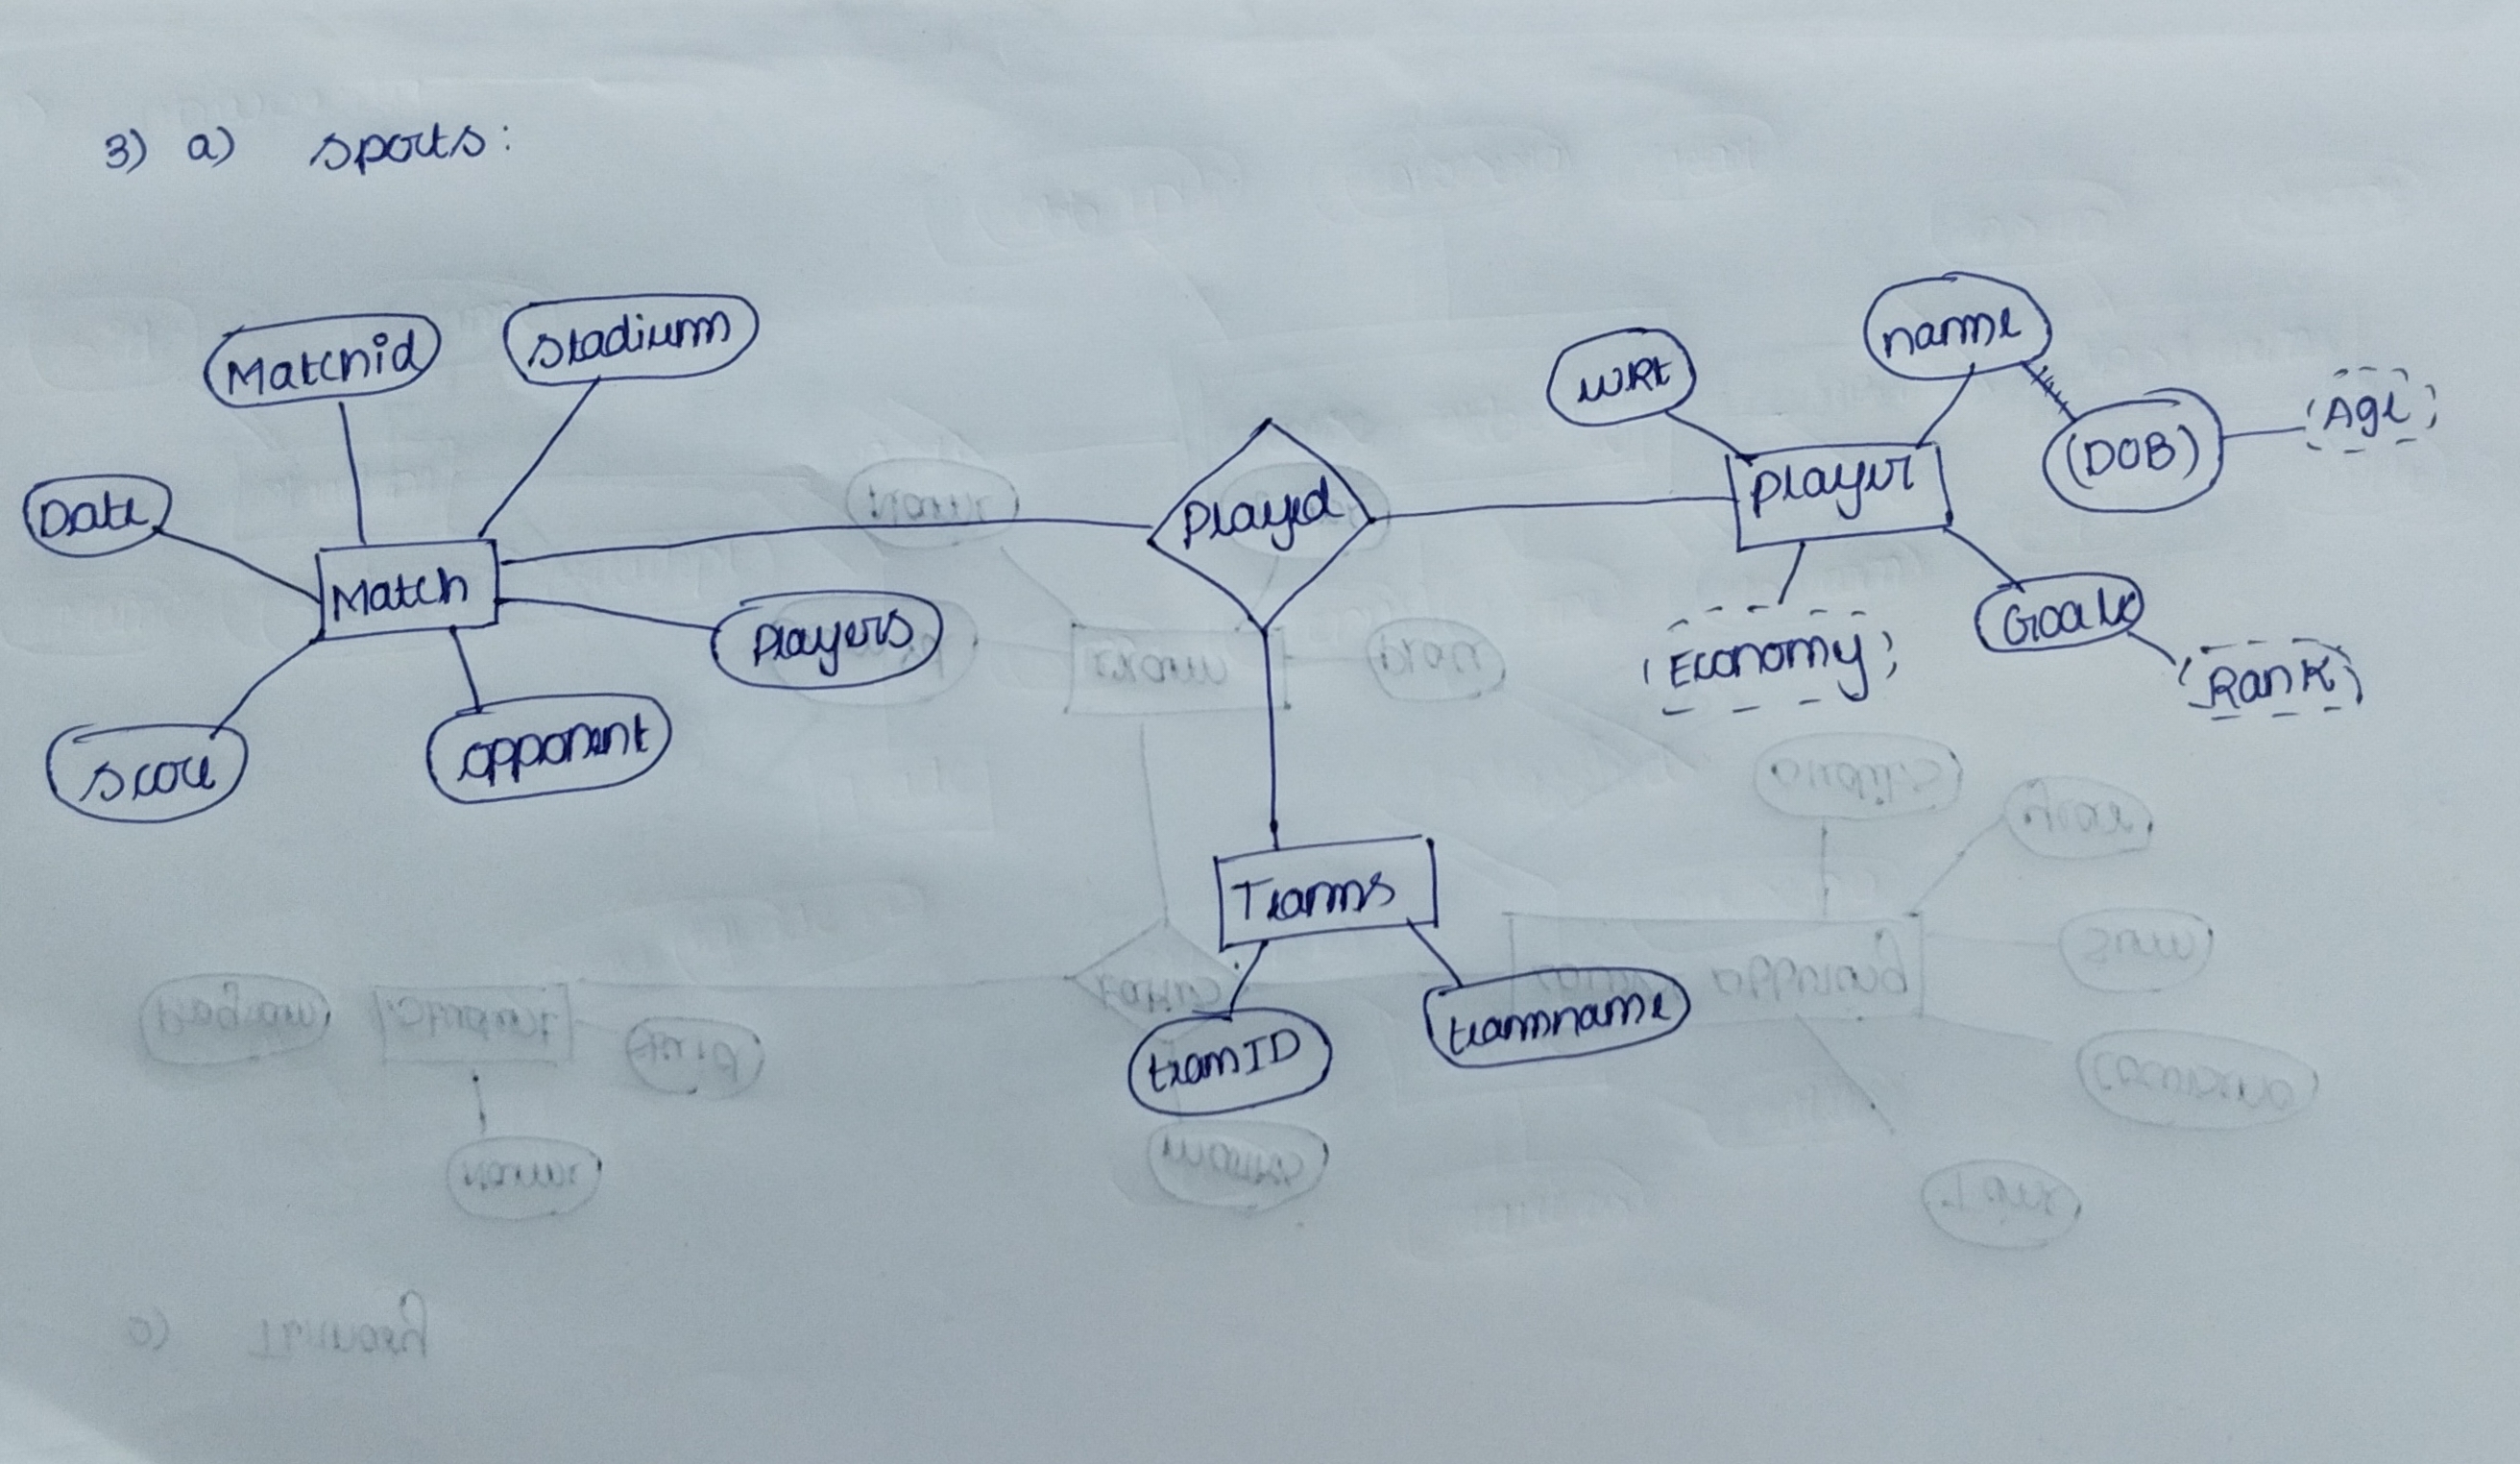 3) a) sports:
name
Matchid
stadium
wkt
Age
(DOB)
Date
player
played
Match
players
Goals
Economy
Rank
score
opponent
Teams
teamname
teamID